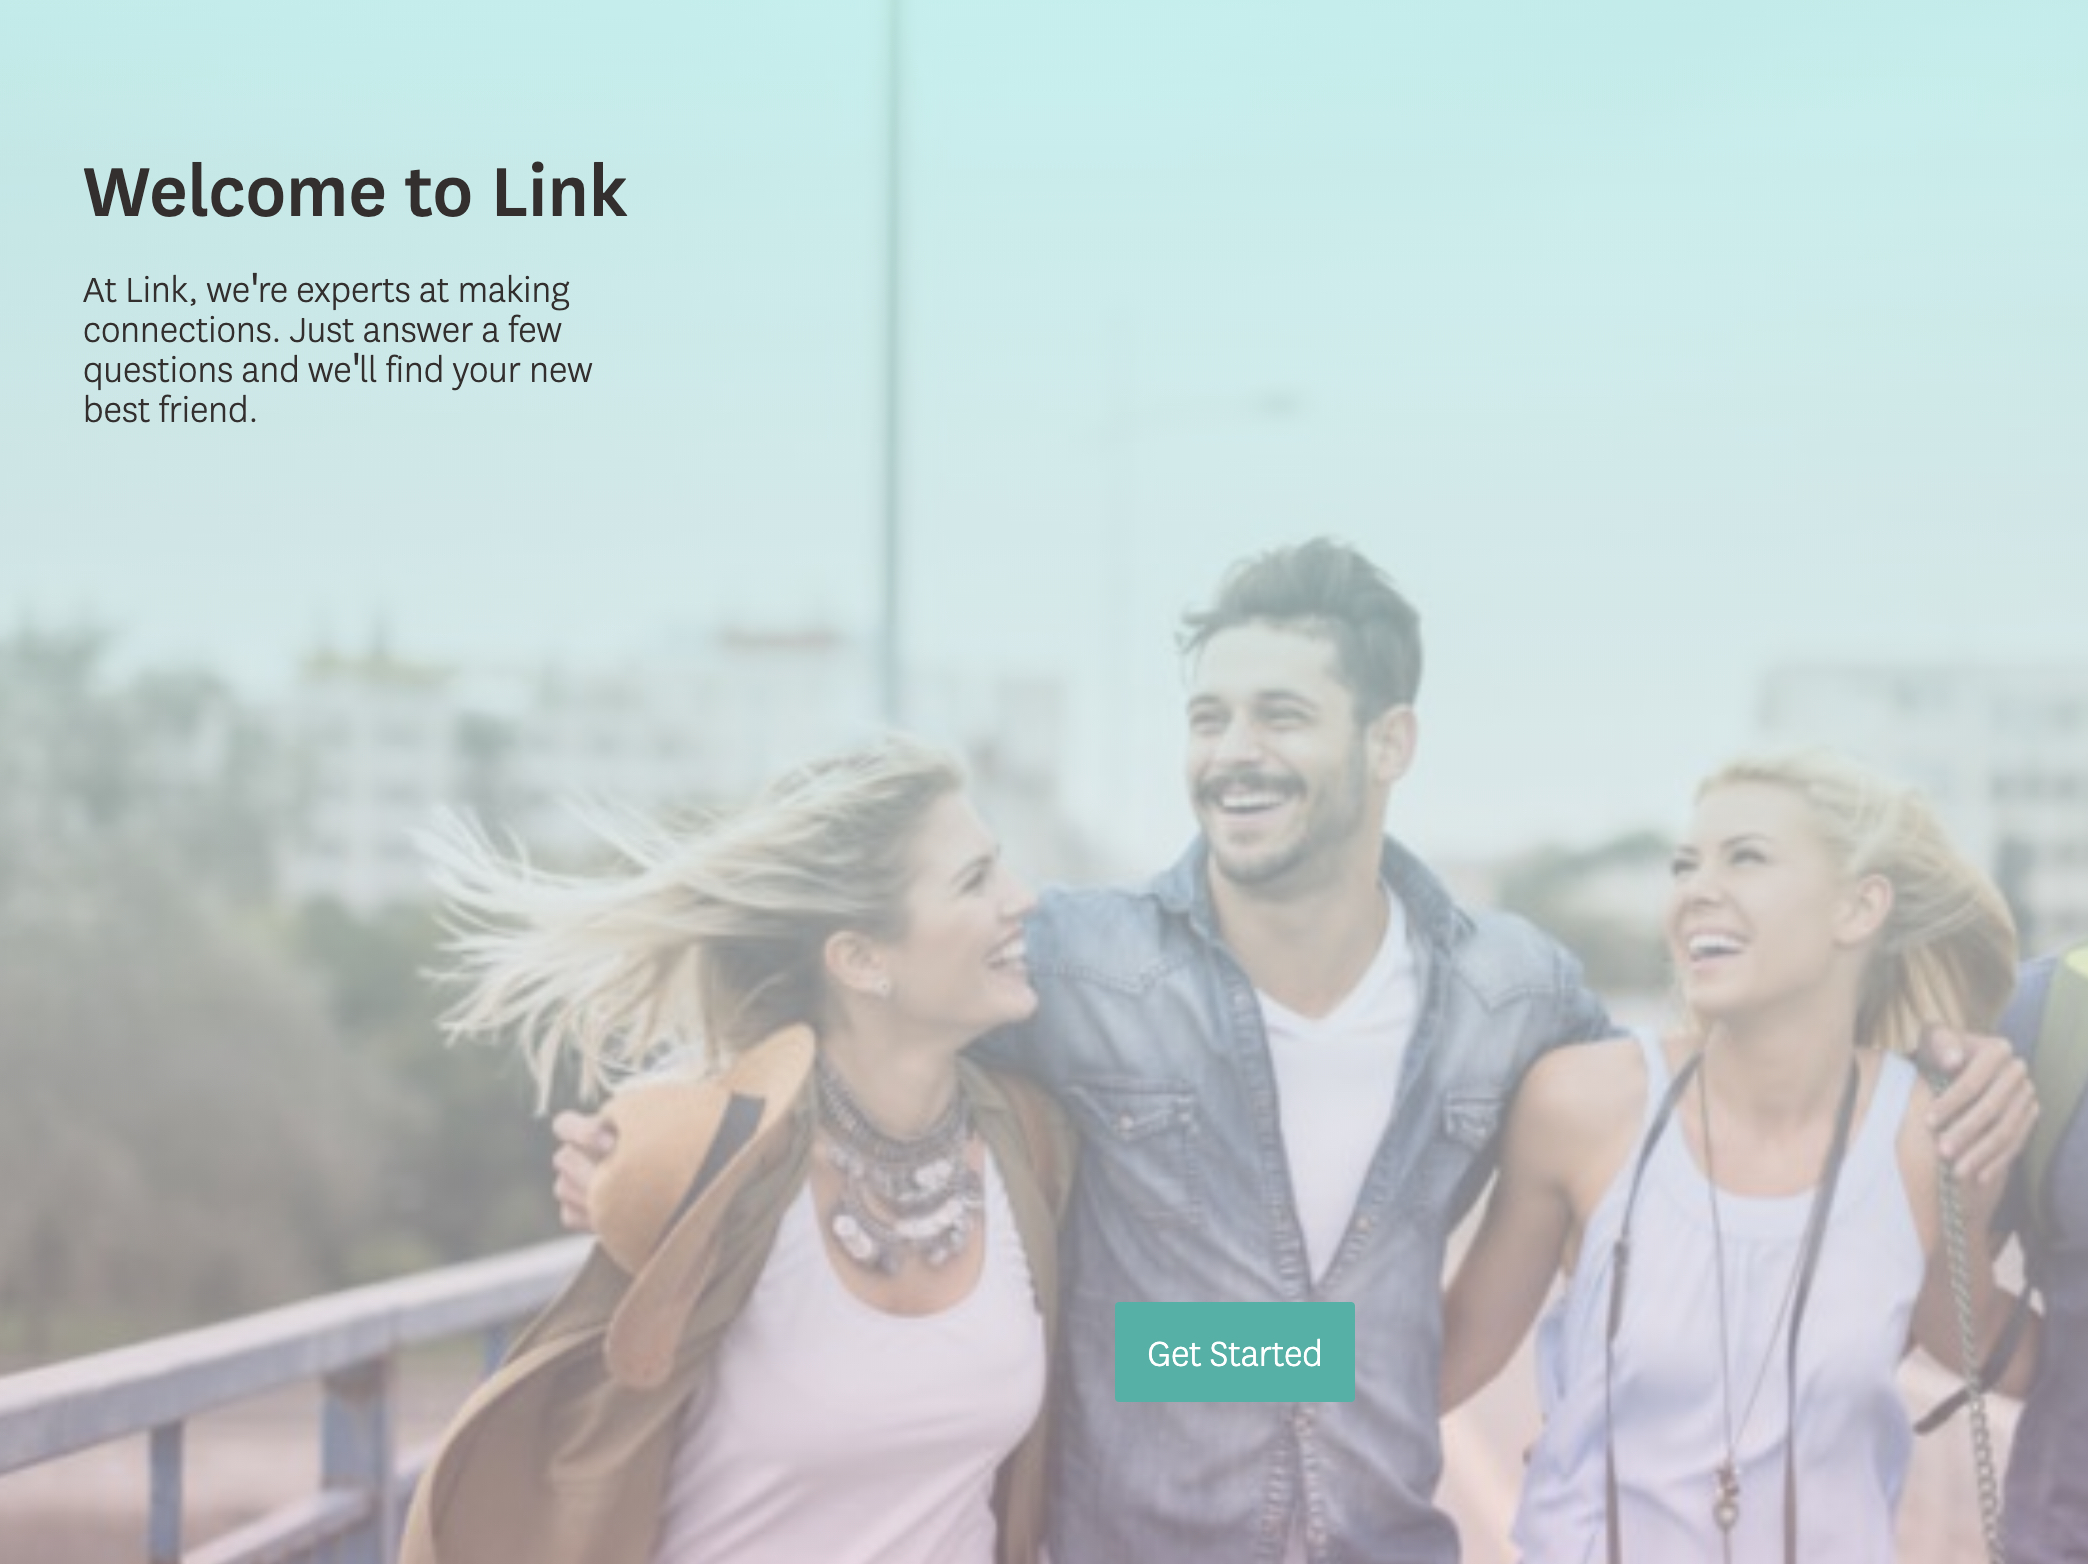 Welcome to Link
At Link, we're experts at making
connections. Just answer a few
questions and we'll find your new
best friend.
Get Started